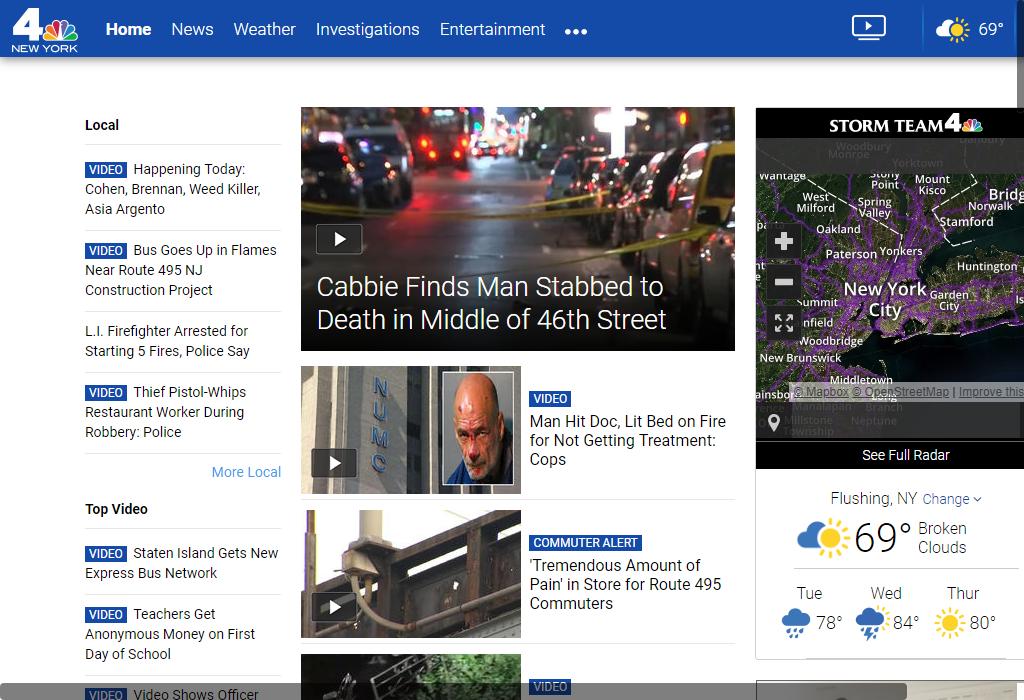 4
NEW YORK
Home
News
Weather
Investigations
Entertainment
69°
Local
VIDEO Happening Today:
Cohen, Brennan, Weed Killer,
Asia Argento
VIDEO Bus Goes Up in Flames
Near Route 495 NJ
Construction Project
L.I. Firefighter Arrested for
Starting 5 Fires, Police Say
VIDEO Thief Pistol-Whips
Restaurant Worker During
Robbery: Police
More Local
Top Video
VIDEO Staten Island Gets New
Express Bus Network
VIDEO Teachers Get
Anonymous Money on First
Day of School
VIDEO Video Shows Officer
Cabbie Finds Man Stabbed to
Death in Middle of 46th Street
NUMC
VIDEO
Man Hit Doc, Lit Bed on Fire
for Not Getting Treatment:
Cops
COMMUTER ALERT
'Tremendous Amount of
Pain' in Store for Route 495
Commuters
VIDEO
STORM TEAM 4
Woodbury
Monroe
Danbury
Yorktown
Wantage
Stony
Point
Mount
Kisco
Bridg
West
Milford
Spring
Valley
Norwalk
Stamford
Oakland
Paterson
Yonkers
Huntington
New York
City
Garden
City
Is
Summit
nfield
Woodbridge
New Brunswick
Middletown
ainsbor
© Mapbox © OpenStreetMap | Improve this
Manalapan
Branch
Millstone
Township
Neptune
See Full Radar
Flushing, NY Change
69° Broken
Clouds
Tue
Wed
Thur
78°
84°
80°